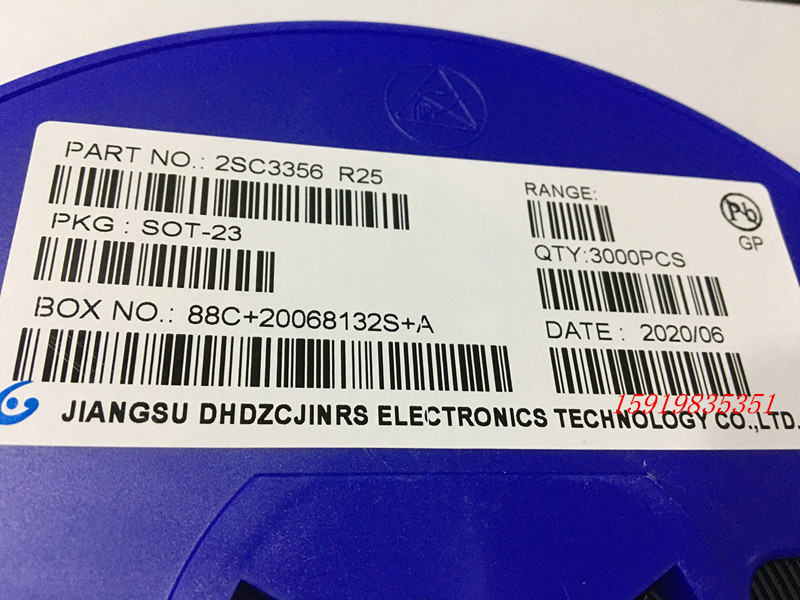 PART NO.: 2SC3356 R25
PKG : SOT-23
BOX NO.: 88C+20068132S+A
RANGE:
Pb
GP
QTY:3000PCS
DATE : 2020/06
15919835351
JIANGSU DHDZCJINRS ELECTRONICS TECHNOLOGY CO.,LTD.